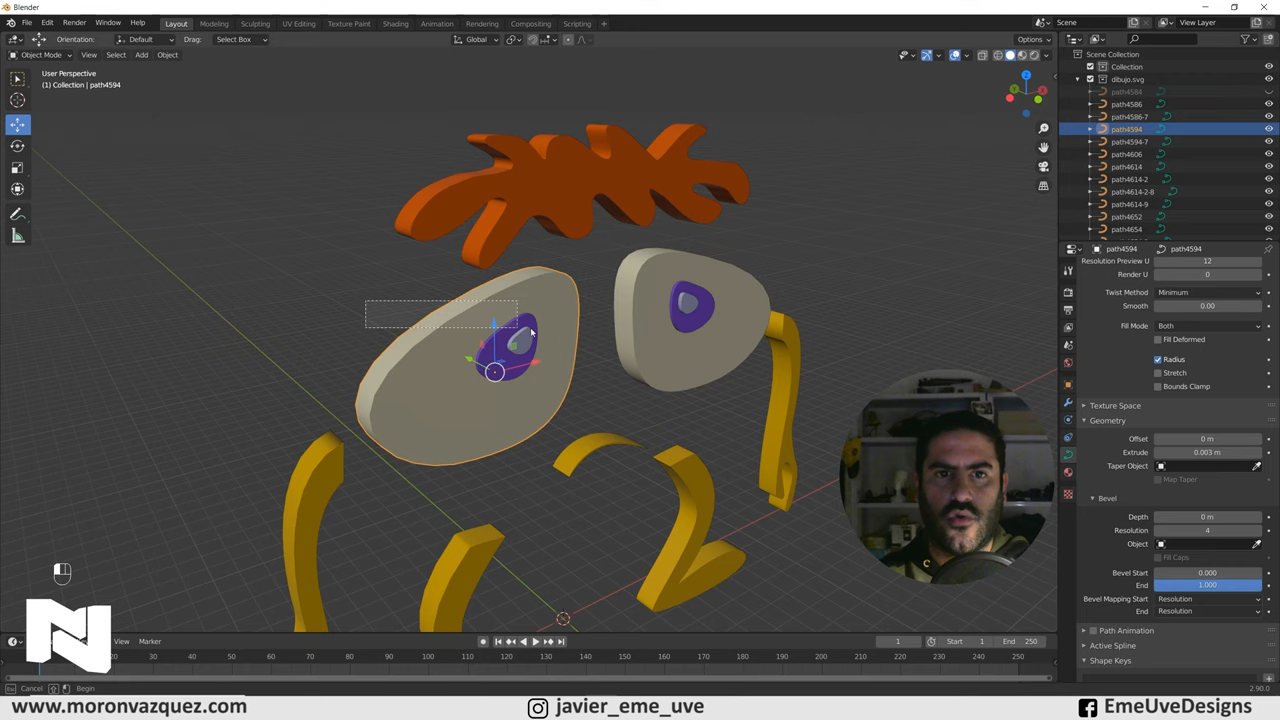 Blender
File Edit Render Window Help Layout Modeling Sculpting UV Editing Texture Paint Shading Animation Rendering Compositing Scripting + Scene View Layer
Orientation: Default Drag: Select Box Global Options
Object Mode View Select Add Object
User Perspective
(1) Collection | path4594
Scene Collection
Collection
dibujo.svg
path4584
path4586
path4586-7
path4594
path4594-7
path4606
path4614
path4614-2
path4614-2-8
path4614-9
path4652
path4654
path4594 path4594
Resolution Preview U 12
Render U 0
Twist Method Minimum
Smooth 0.00
Fill Mode Both
Fill Deformed
Radius
Stretch
Bounds Clamp
Texture Space
Geometry
Offset 0 m
Extrude 0.003 m
Taper Object
Map Taper
Bevel
Depth 0 m
Resolution 4
Object
Fill Caps
Bevel Start 0.000
End 1.000
Bevel Mapping Start Resolution
End Resolution
Path Animation
Active Spline
Shape Keys
View Marker 1 Start 1 End 250
20 30 40 50 60 70 80 90 100 110 120 130 140 150 160 170 180 190 200 210 220 230 240 250
Cancel Begin 2.90.0
N
www.moronvazquez.com javier_eme_uve EmeUveDesigns